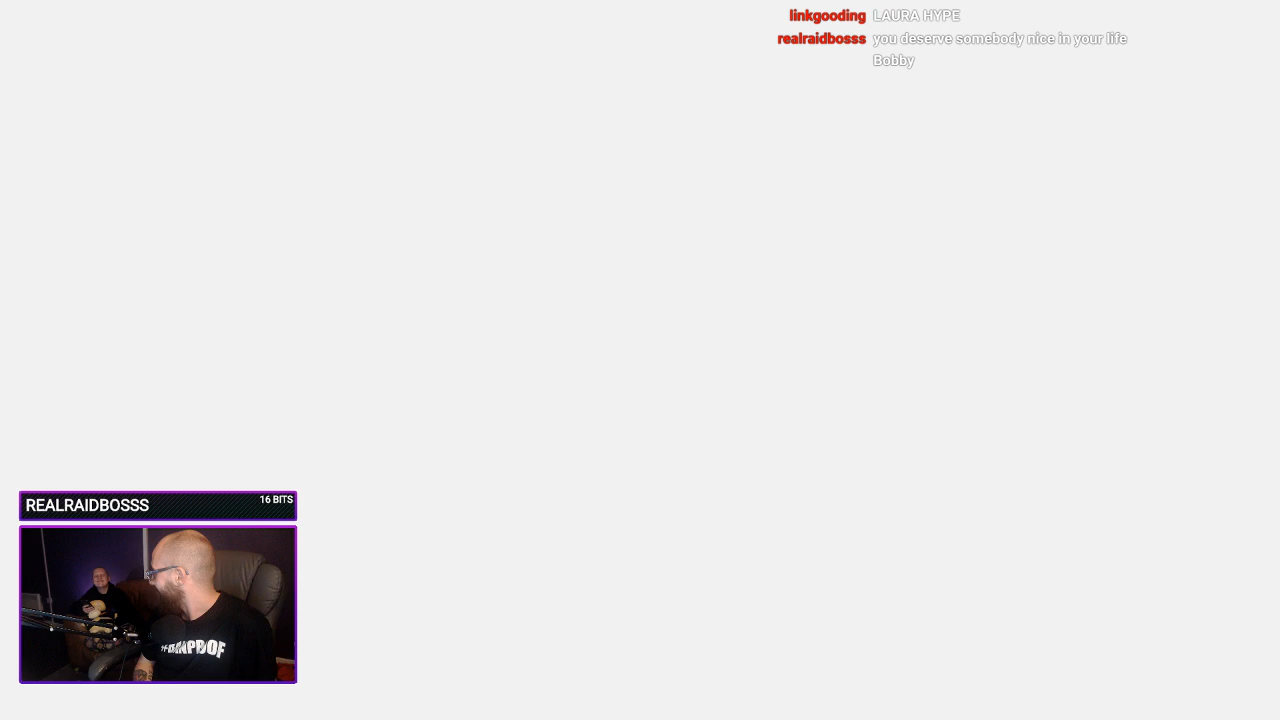 linkgooding LAURA HYPE
realraidbosss you deserve somebody nice in your life
Bobby
REALRAIDBOSSS 16 BITS